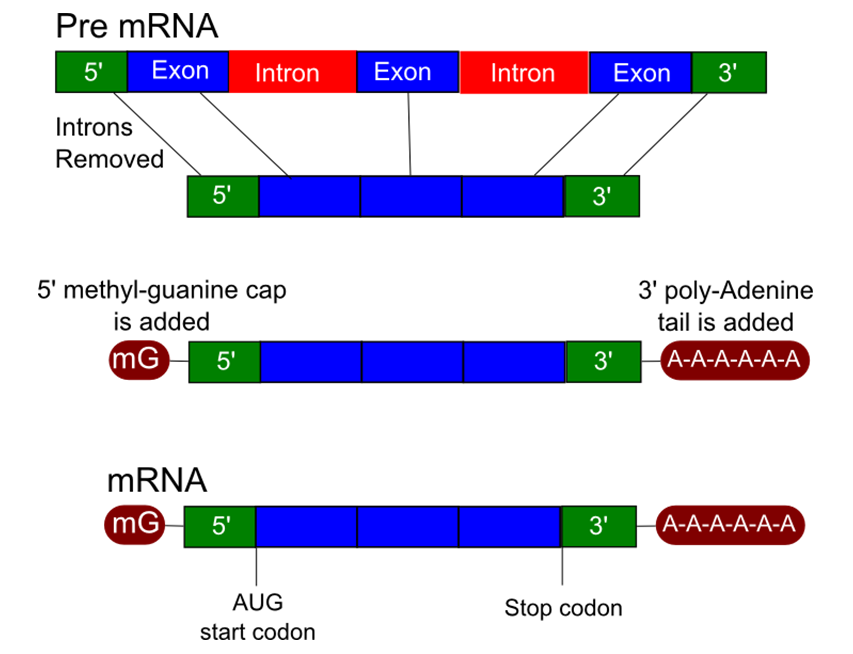 Pre mRNA
5' Exon Intron Exon Intron Exon 3'
Introns
Removed
5' 3'
5' methyl-guanine cap
is added
3' poly-Adenine
tail is added
mG 5' 3' A-A-A-A-A-A
mRNA
mG 5' 3' A-A-A-A-A-A
AUG
start codon
Stop codon